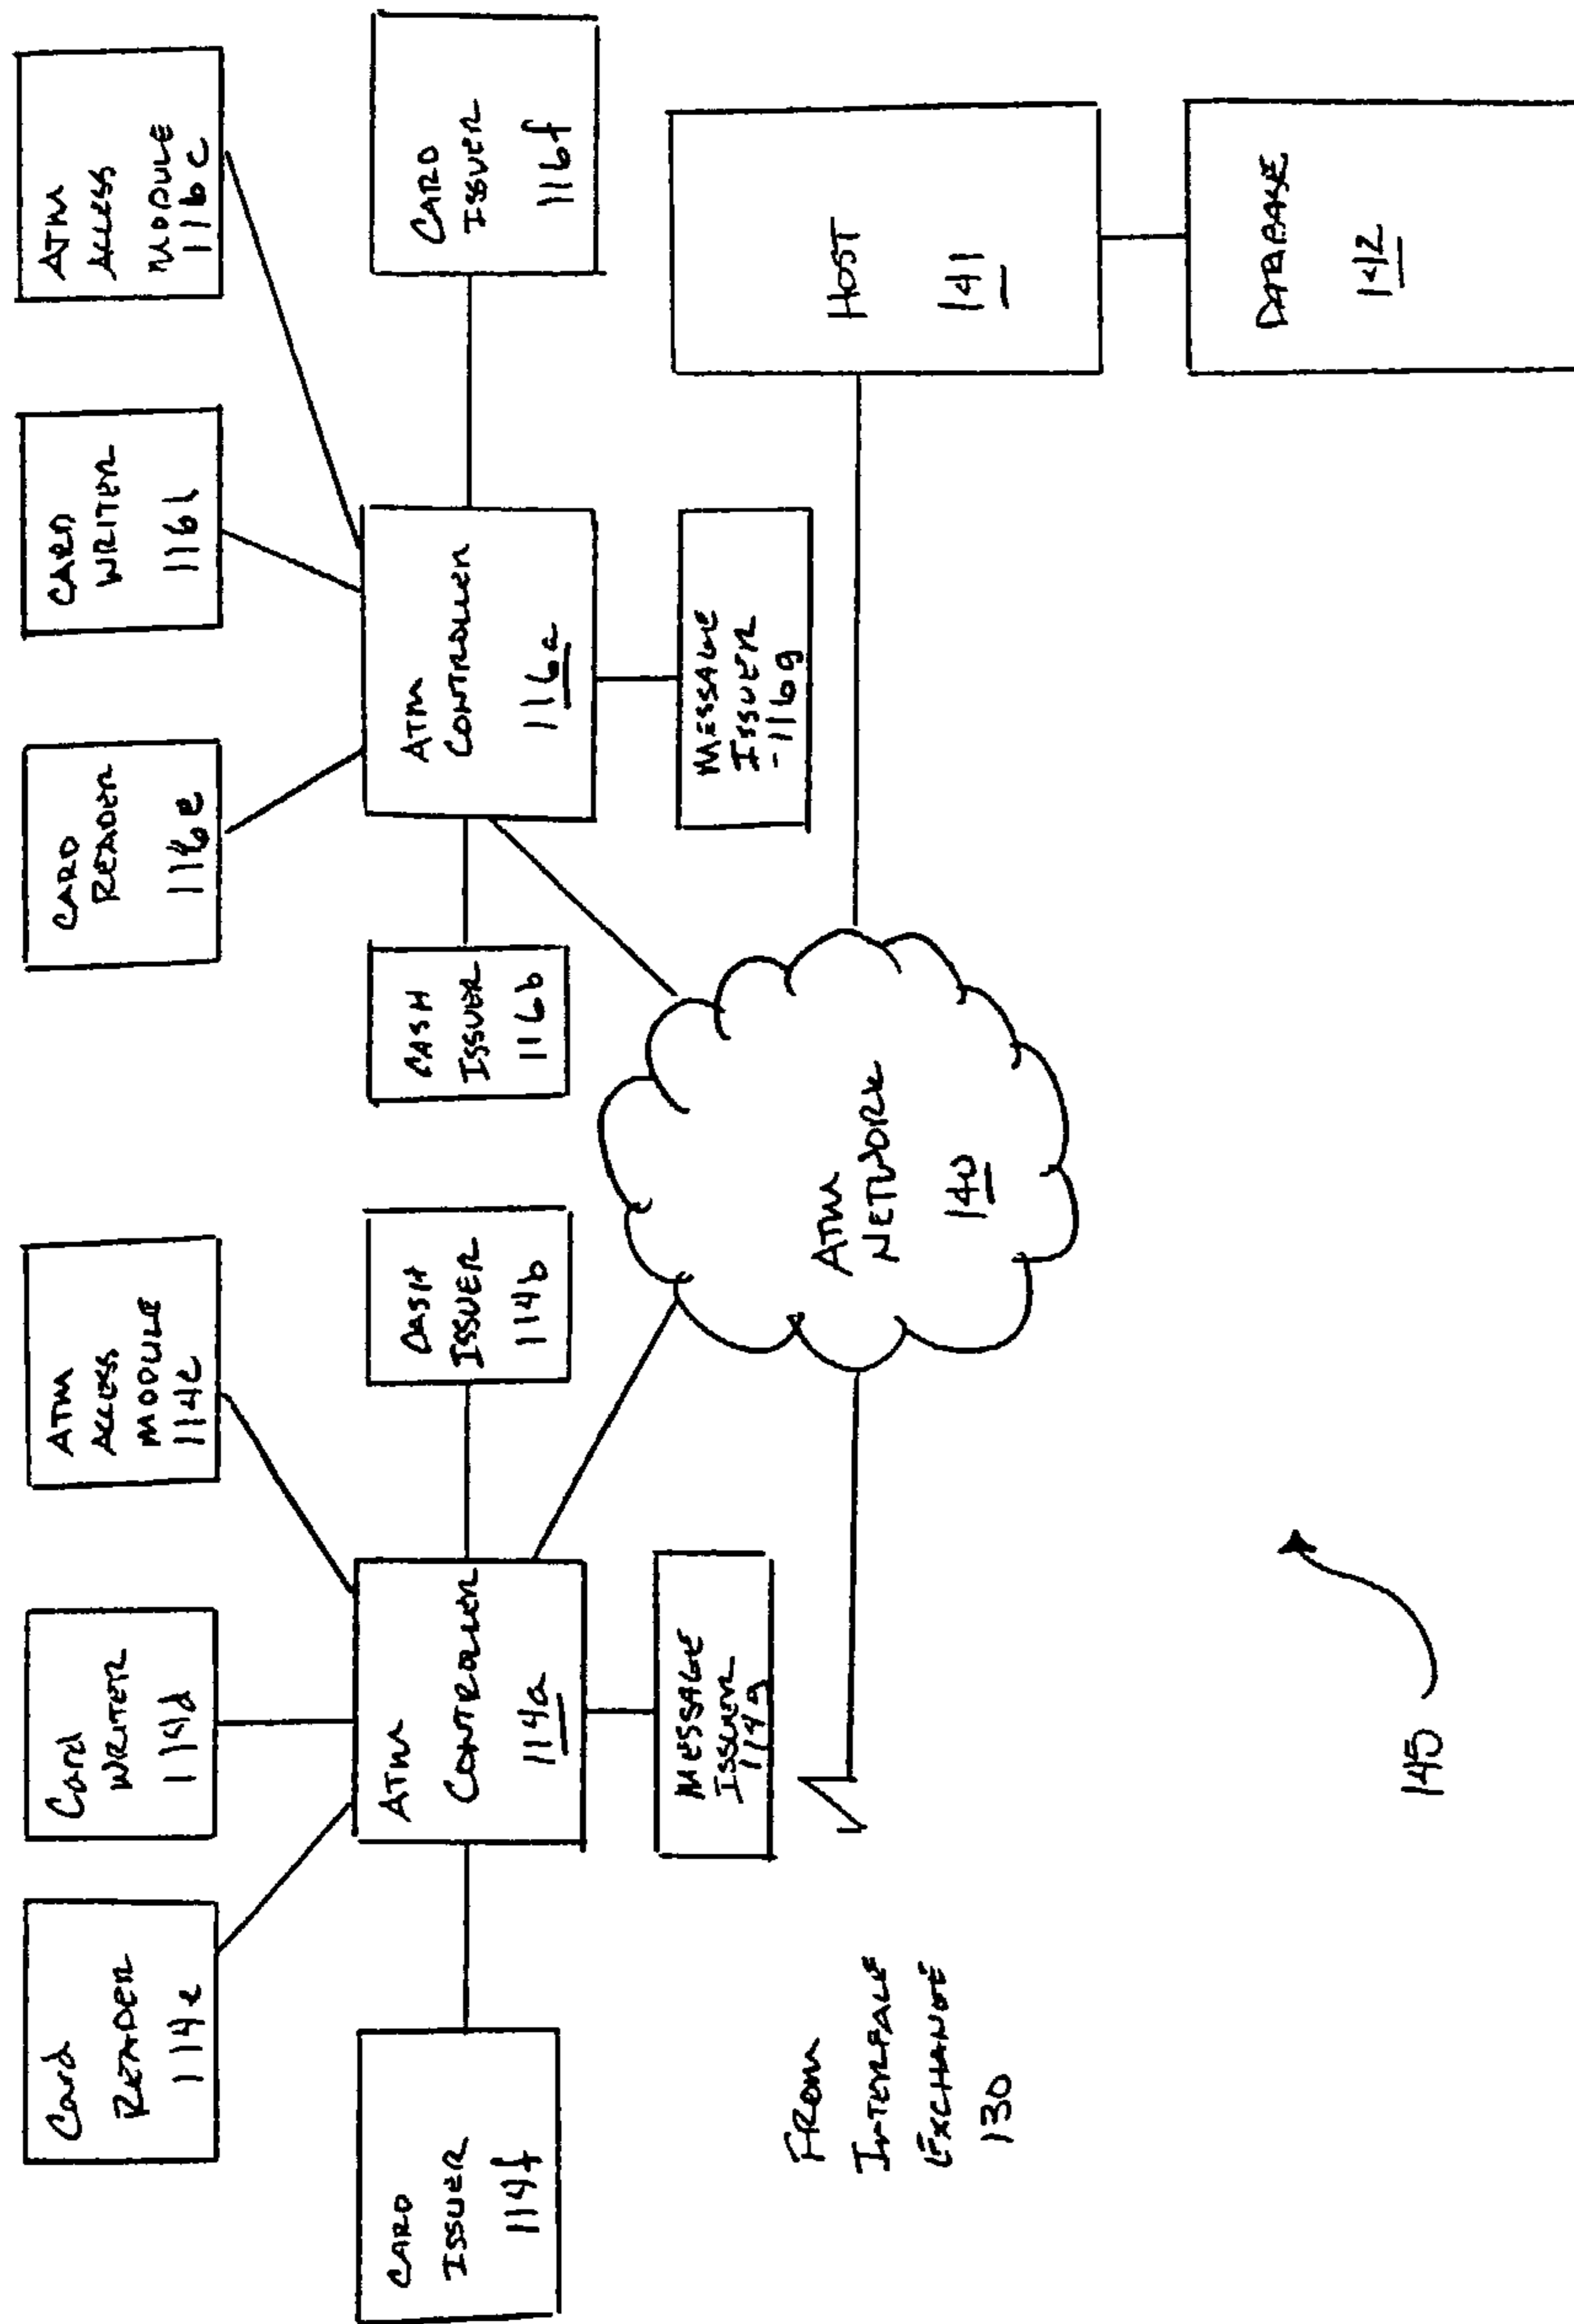 Card
READER
114e
Card
WRITER
114d
ATM
ACCESS
MODULE
114c
CARD
READER
116e
CARD
WRITER
116d
ATM
ACCESS
MODULE
116c
CARD
ISSUER
114f
ATM
CONTROLLER
114a
CASH
ISSUER
114b
CASH
ISSUER
116b
ATM
CONTROLLER
116a
CARD
ISSUER
116f
MESSAGE
ISSUER
114g
MESSAGE
ISSUER
116g
FROM
INTERFACE
EXCHANGE
130
ATM
NETWORK
140
HOST
141
DATABASE
142
145